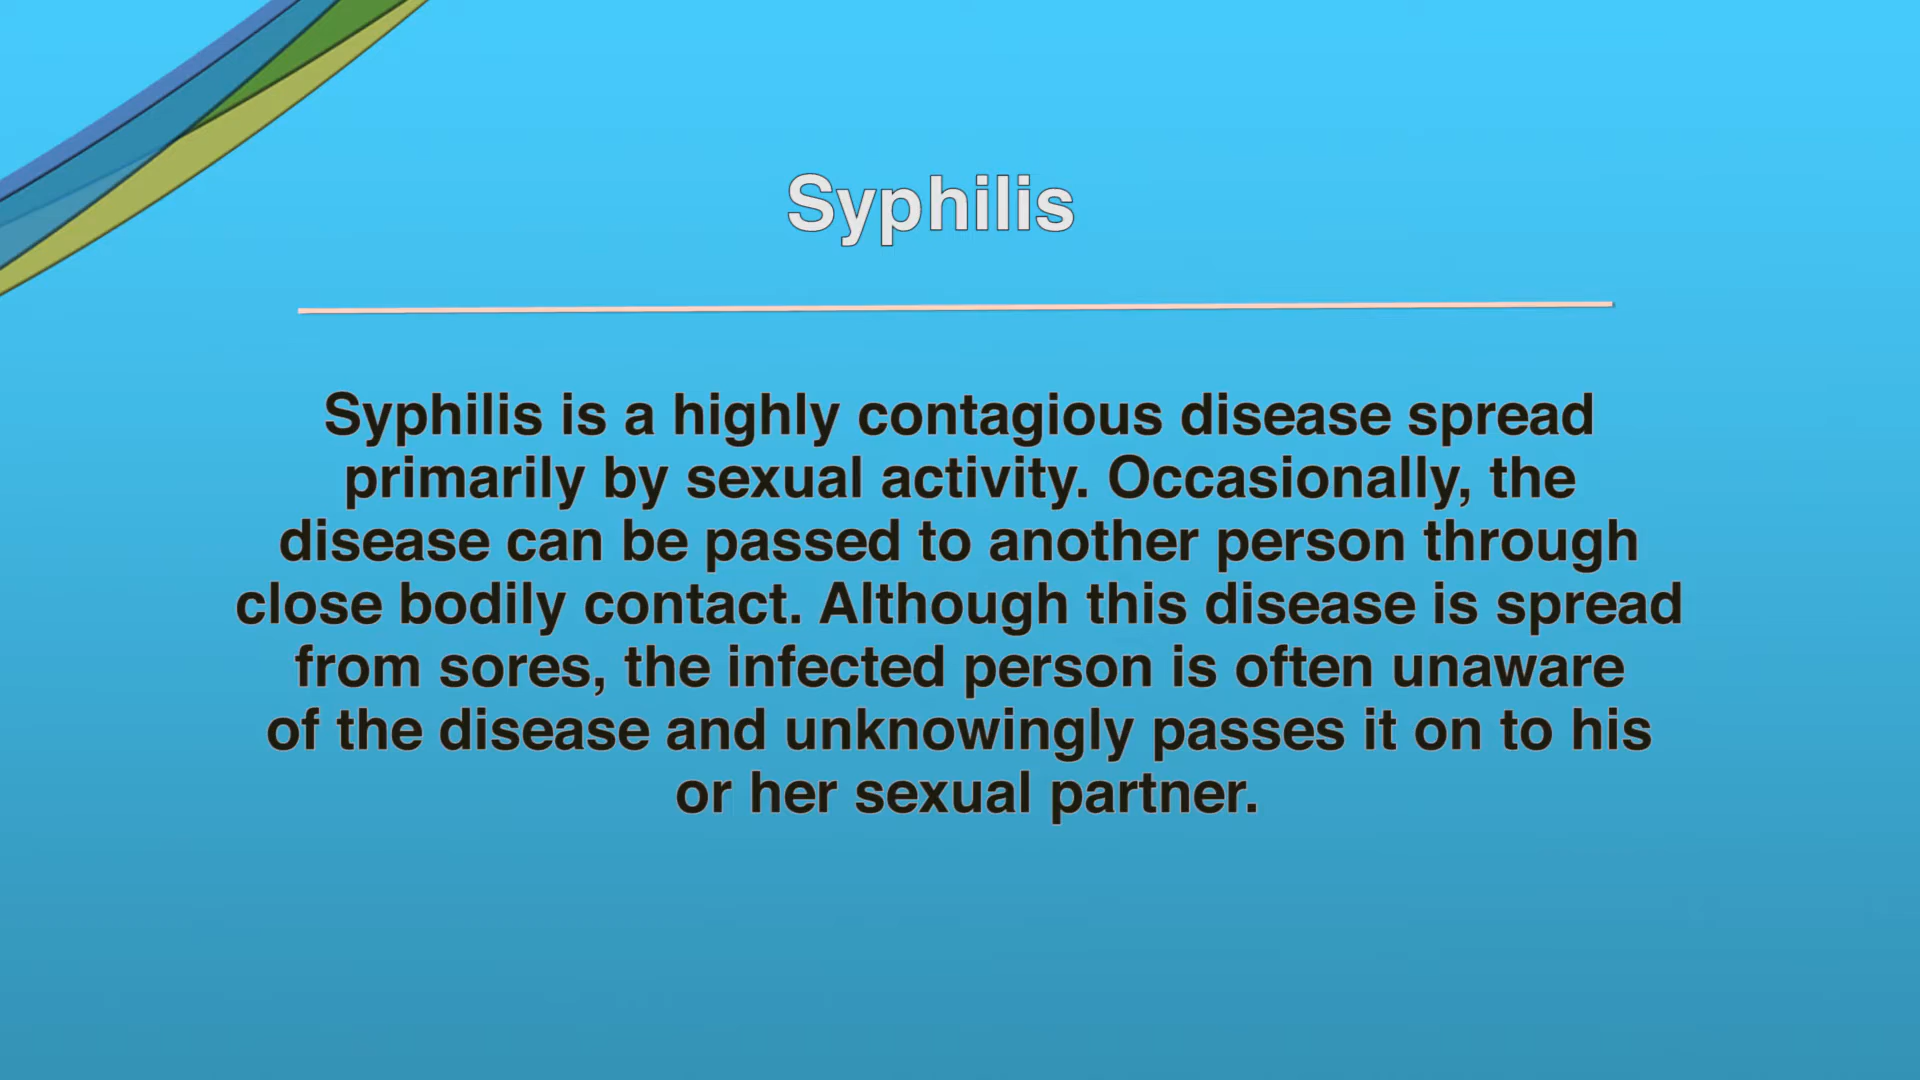 Syphilis
Syphilis is a highly contagious disease spread
primarily by sexual activity. Occasionally, the
disease can be passed to another person through
close bodily contact. Although this disease is spread
from sores, the infected person is often unaware
of the disease and unknowingly passes it on to his
or her sexual partner.